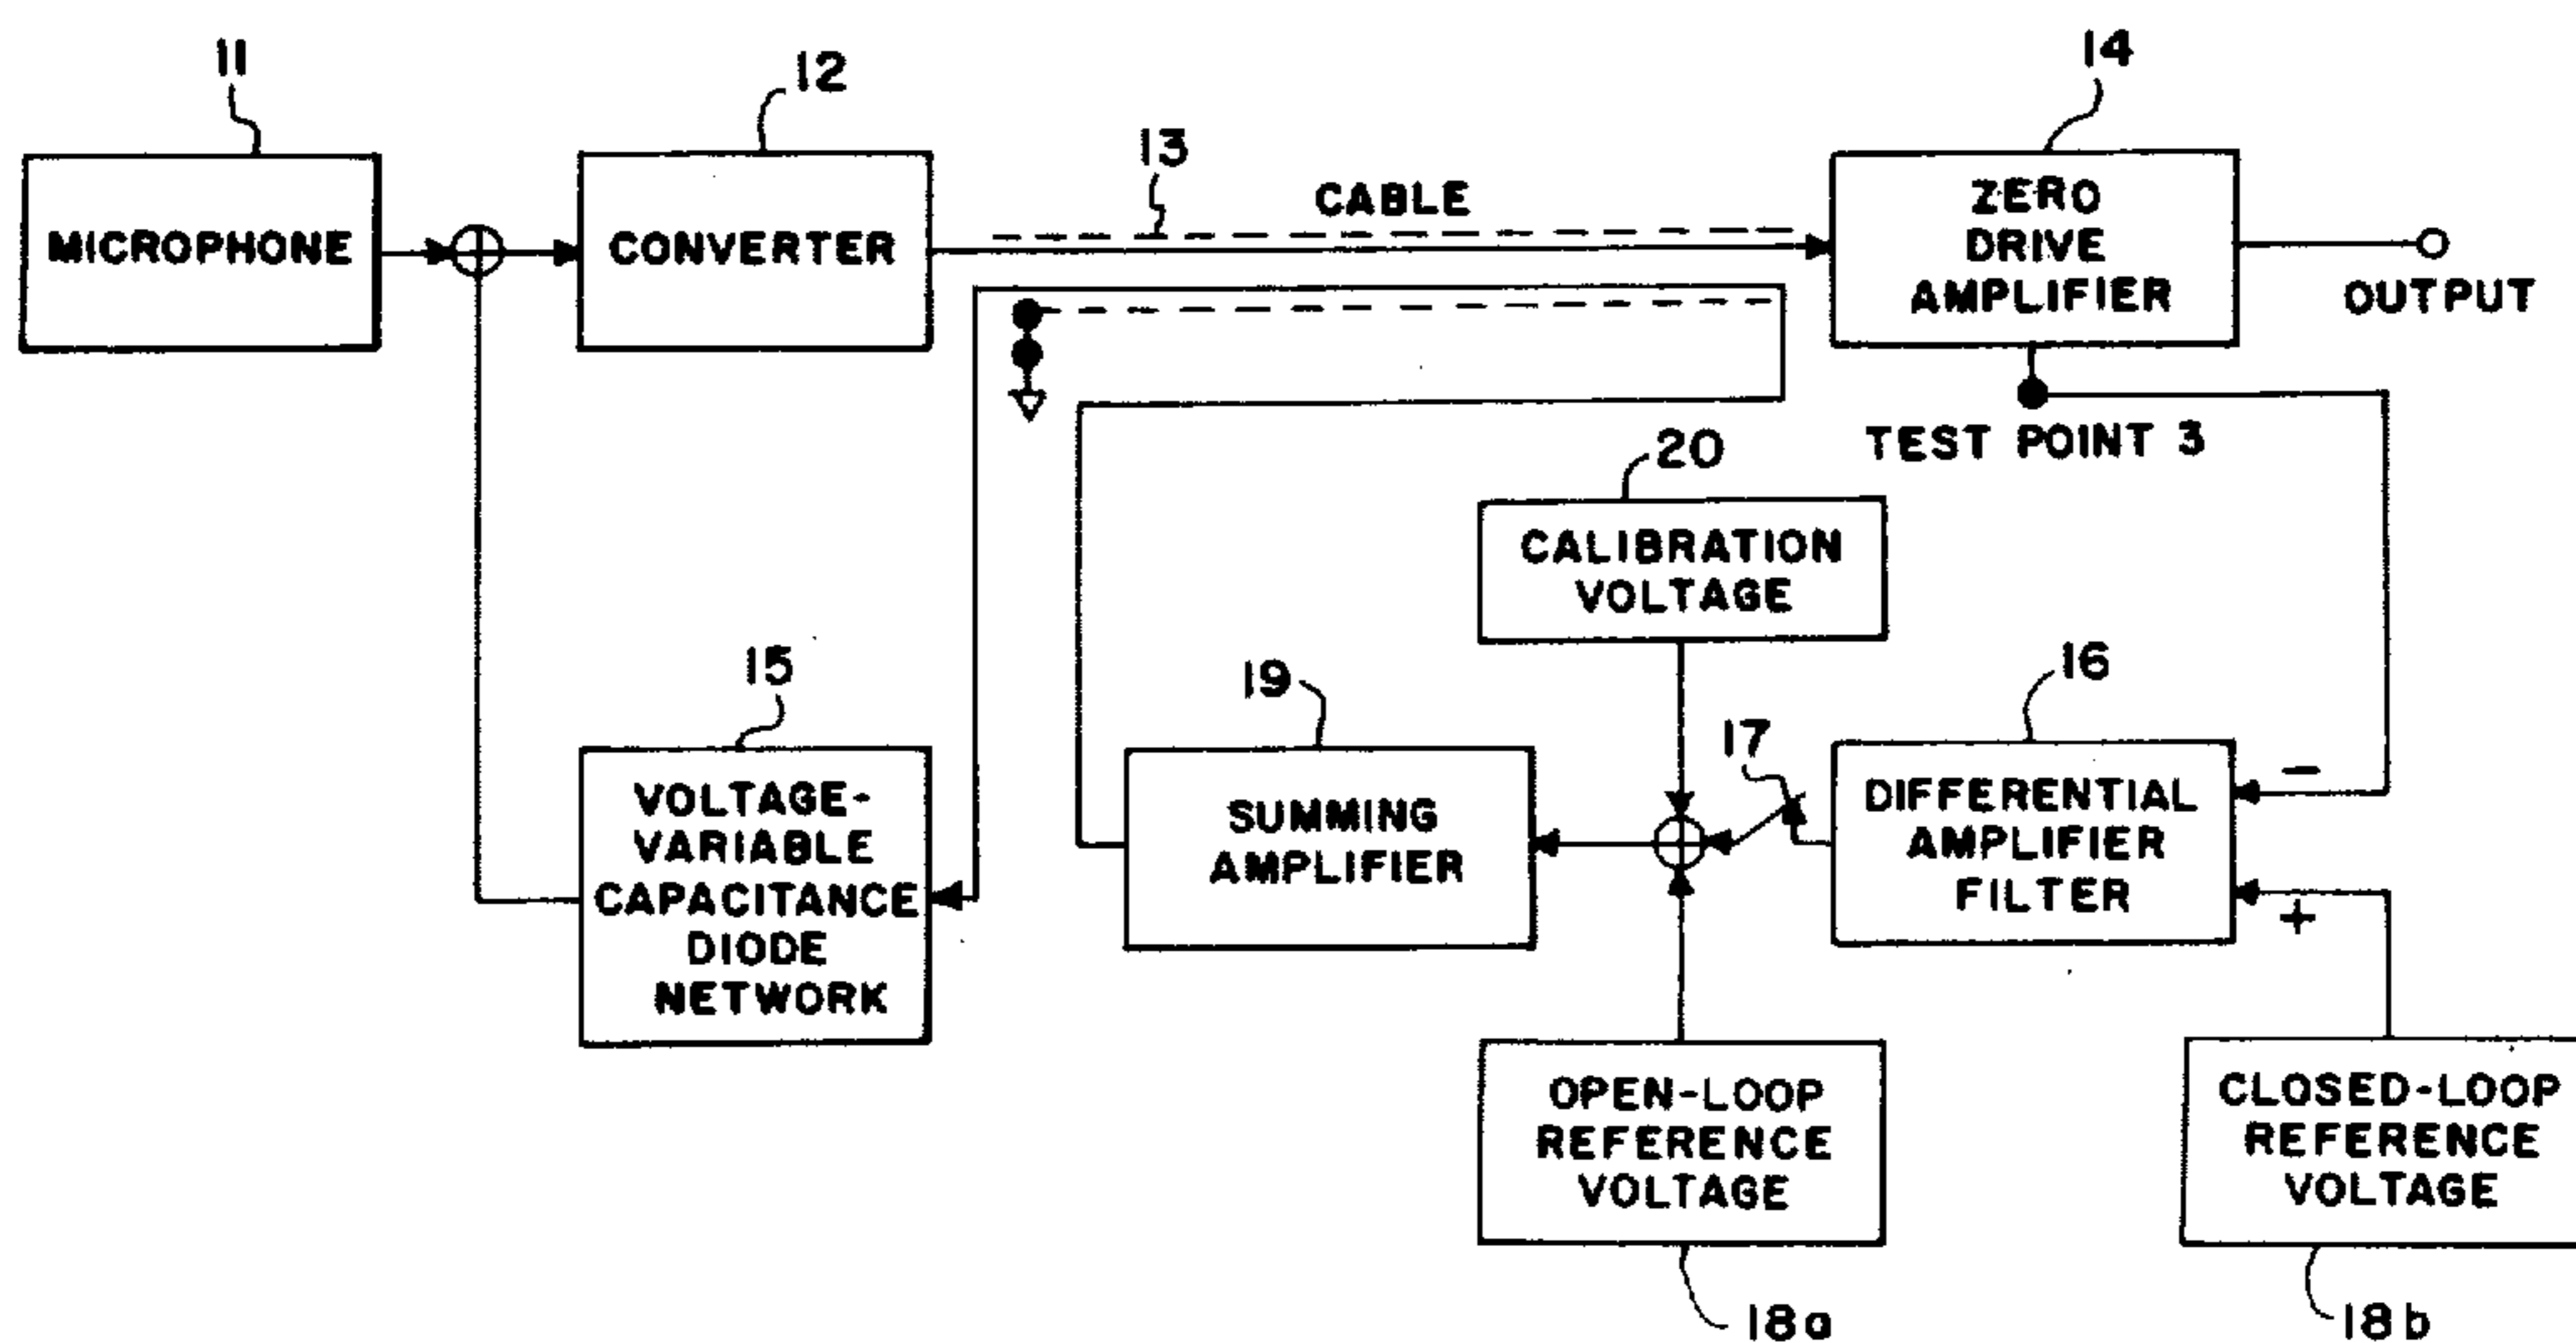 11
12
13
14
MICROPHONE
CONVERTER
CABLE
ZERO
DRIVE
AMPLIFIER
OUTPUT
TEST POINT 3
20
CALIBRATION
VOLTAGE
15
VOLTAGE-
VARIABLE
CAPACITANCE
DIODE
NETWORK
19
SUMMING
AMPLIFIER
17
16
DIFFERENTIAL
AMPLIFIER
FILTER
−
+
OPEN-LOOP
REFERENCE
VOLTAGE
18a
CLOSED-LOOP
REFERENCE
VOLTAGE
18b